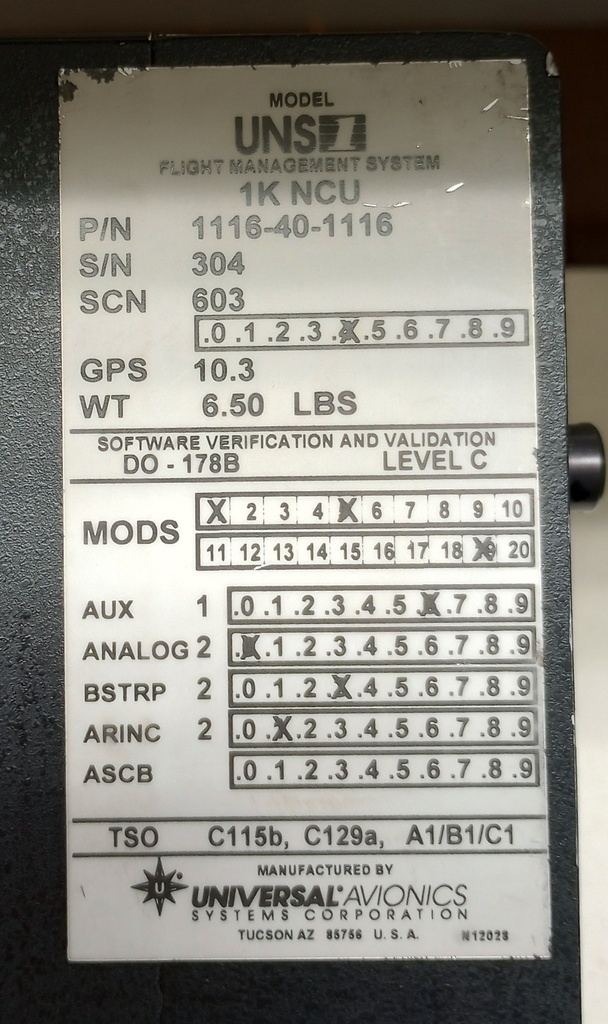 MODEL
UNS 1
FLIGHT MANAGEMENT SYSTEM
1K NCU
P/N 1116-40-1116
S/N 304
SCN 603
.0 .1 .2 .3 X .5 .6 .7 .8 .9
GPS 10.3
WT 6.50 LBS
SOFTWARE VERIFICATION AND VALIDATION
DO - 178B LEVEL C
MODS X 2 3 4 X 6 7 8 9 10
11 12 13 14 15 16 17 18 X 20
AUX 1 .0 .1 .2 .3 .4 .5 X .7 .8 .9
ANALOG 2 X .1 .2 .3 .4 .5 .6 .7 .8 .9
BSTRP 2 .0 .1 .2 X .4 .5 .6 .7 .8 .9
ARINC 2 .0 X .2 .3 .4 .5 .6 .7 .8 .9
ASCB .0 .1 .2 .3 .4 .5 .6 .7 .8 .9
TSO C115b, C129a, A1/B1/C1
MANUFACTURED BY
U UNIVERSAL AVIONICS
SYSTEMS CORPORATION
TUCSON AZ 85756 U. S. A. N12028